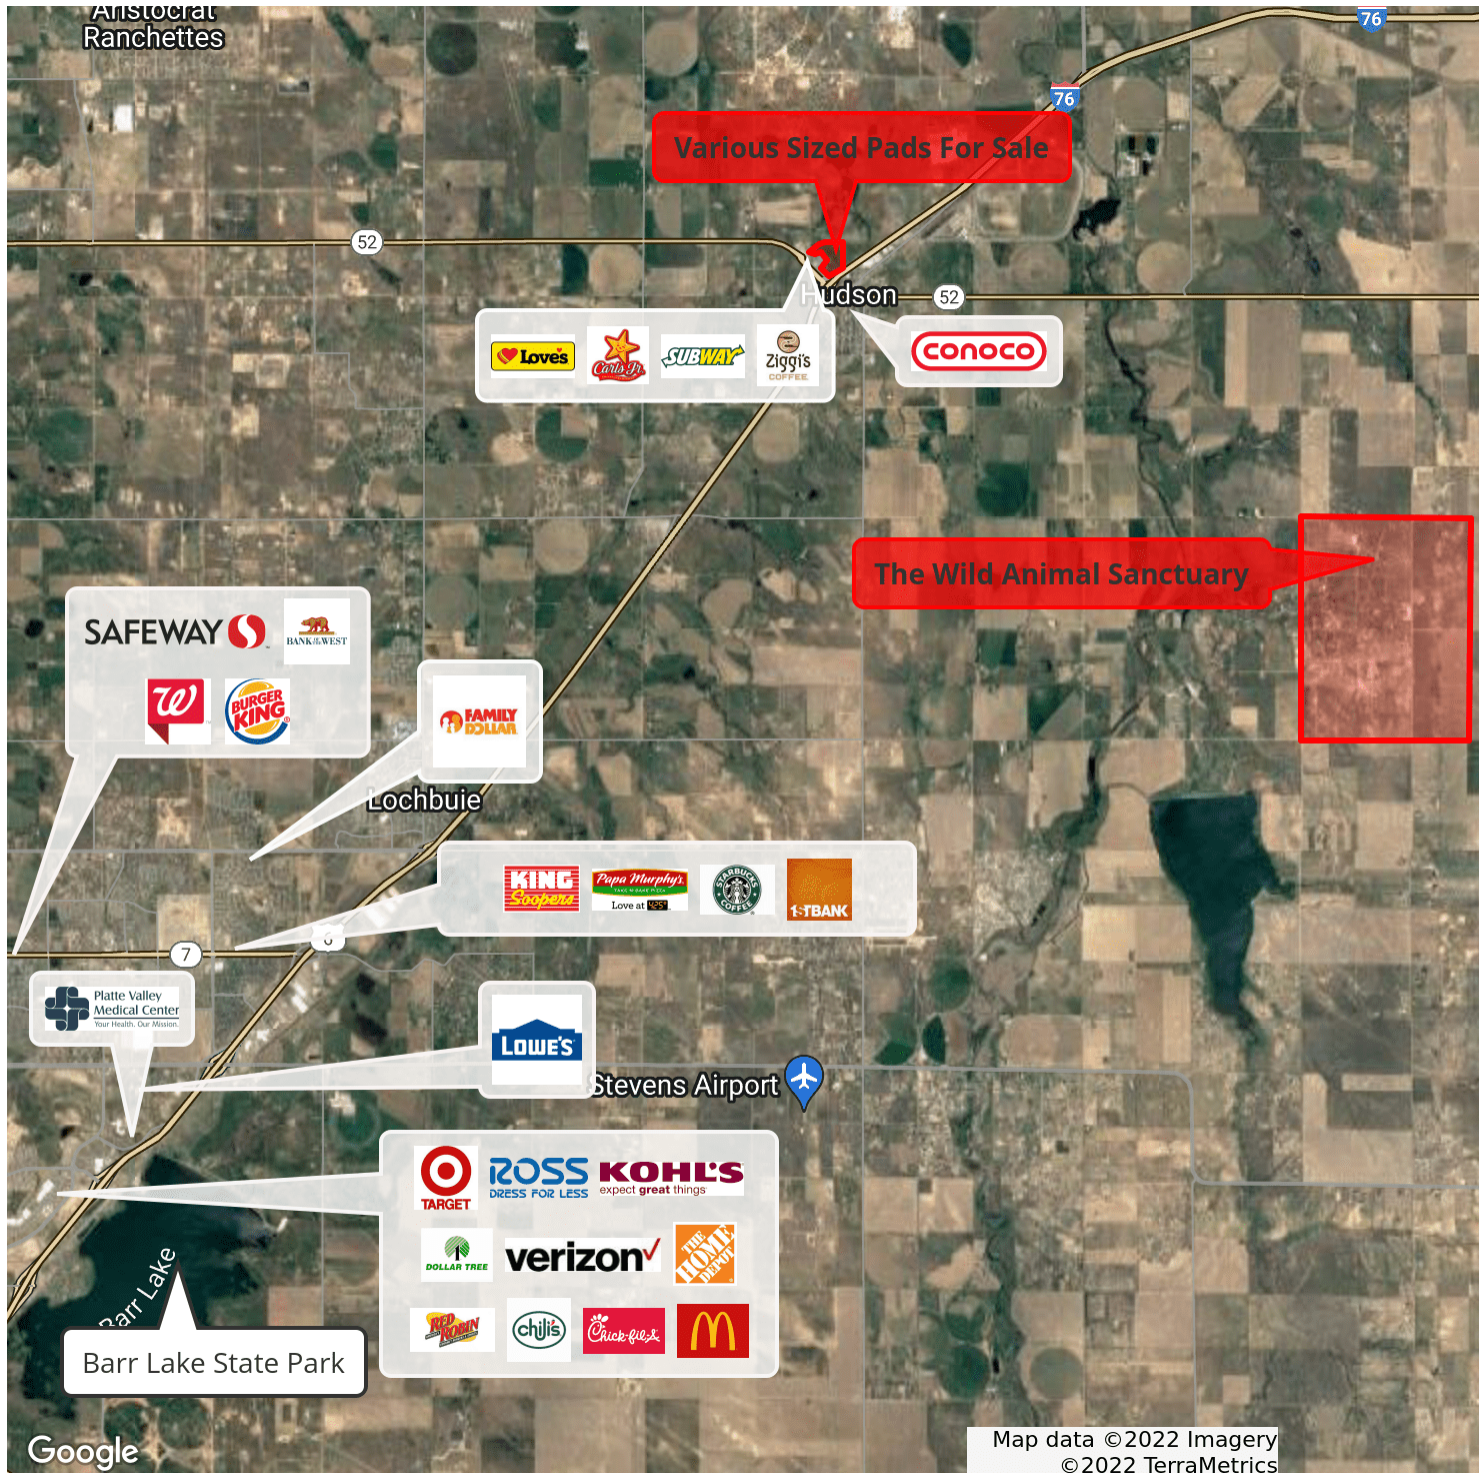 Aristocrat
Ranchettes
76
76
Various Sized Pads For Sale
52
Hudson
52
Love's
Carl's Jr.
SUBWAY
Ziggi's
COFFEE
CONOCO
The Wild Animal Sanctuary
SAFEWAY
BANK OF THE WEST
W
BURGER
KING
FAMILY
DOLLAR
Lochbuie
KING
Soopers
Papa Murphy's
TAKE 'N' BAKE PIZZA
Love at 425°
STARBUCKS
COFFEE
1STBANK
6
7
Platte Valley
Medical Center
Your Health. Our Mission.
LOWE'S
Stevens Airport
TARGET
ROSS
DRESS FOR LESS
KOHL'S
expect great things
DOLLAR TREE
verizon
THE
HOME
DEPOT
RED
ROBIN
chili's
Chick-fil-A
M
Barr Lake
Barr Lake State Park
Google
Map data ©2022 Imagery
©2022 TerraMetrics